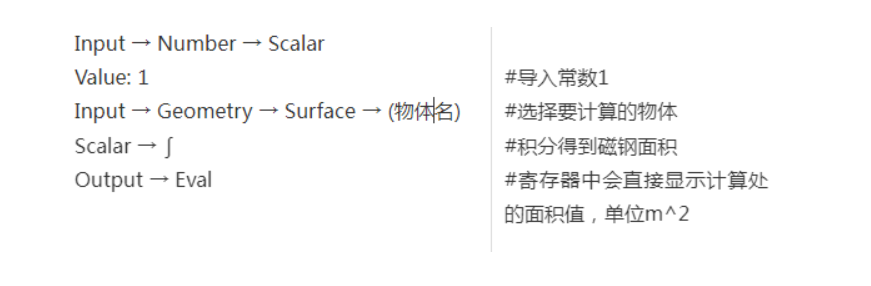 Input → Number → Scalar
Value: 1
#导入常数1
Input → Geometry → Surface → (物体名)
#选择要计算的物体
Scalar → ∫
#积分得到磁钢面积
Output → Eval
#寄存器中会直接显示计算处
的面积值，单位m^2